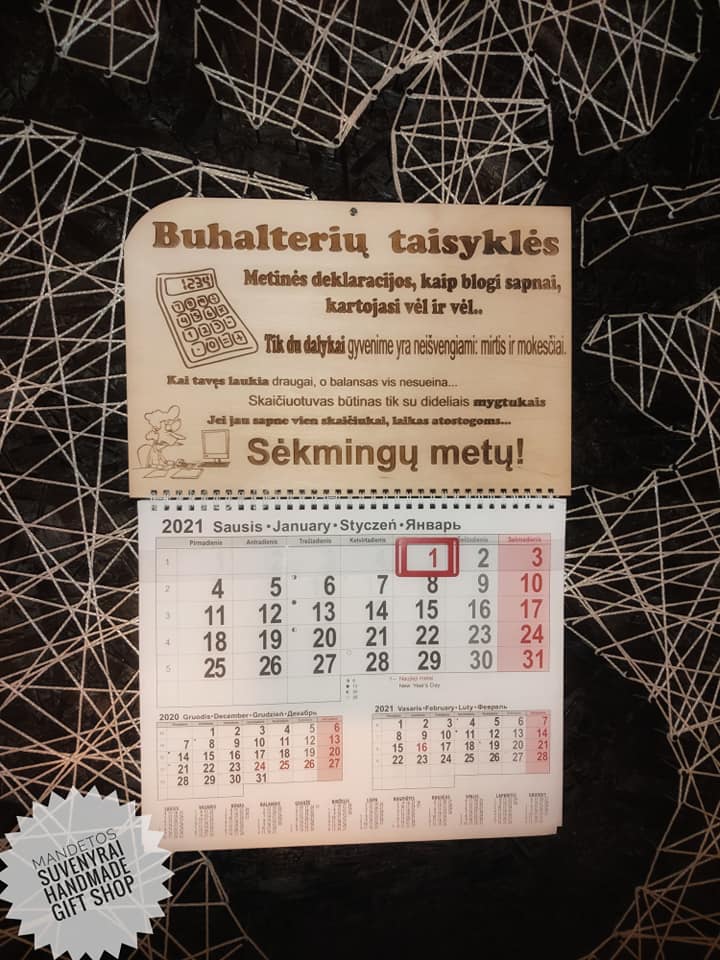 Buhalterių taisyklės
1234
Metinės deklaracijos, kaip blogi sapnai,
kartojasi vėl ir vėl..
Tik du dalykai gyvenime yra neišvengiami: mirtis ir mokesčiai.
Kai tavęs laukia draugai, o balansas vis nesueina...
Skaičiuotuvas būtinas tik su dideliais mygtukais
Jei jau sapne vien skaičiukai, laikas atostogoms...
Sėkmingų metų!
2021 Sausis • January • Styczeń • Январь
Pirmadienis Antradienis Trečiadienis Ketvirtadienis Sekmadienis
1 1 2 3
2 4 5 6 7 8 9 10
3 11 12 13 14 15 16 17
4 18 19 20 21 22 23 24
5 25 26 27 28 29 30 31
1— Naujieji metai
New Year's Day
2020 Gruodis • December • Grudzień • Декабрь
1 2 3 4 5 6
7 8 9 10 11 12 13
14 15 16 17 18 19 20
21 22 23 24 25 26 27
28 29 30 31
2021 Vasaris • February • Luty • Февраль
1 2 3 4 5 6 7
8 9 10 11 12 13 14
15 16 17 18 19 20 21
22 23 24 25 26 27 28
MANDETOS
SUVENYRAI
HANDMADE
GIFT SHOP